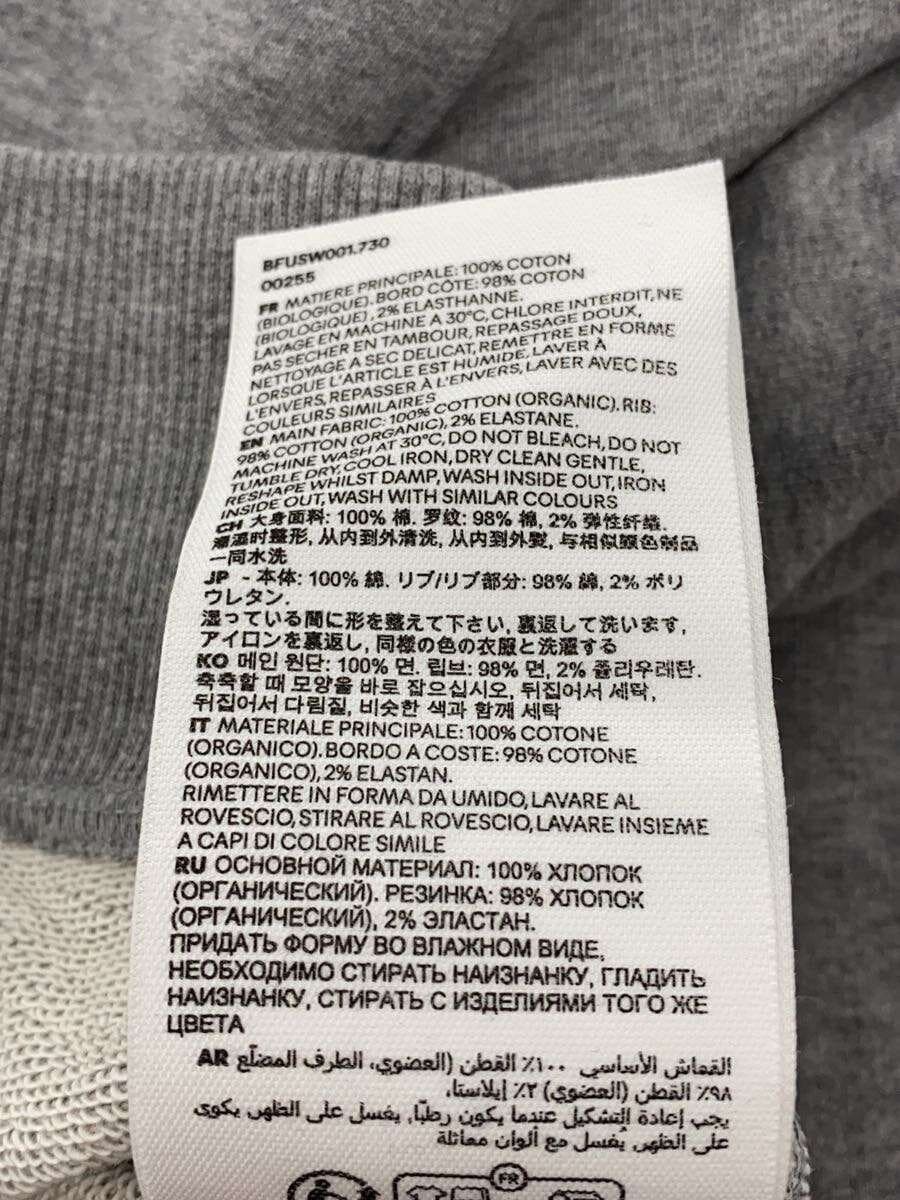 BFUSW001.730
00255
FR MATIERE PRINCIPALE: 100% COTON
(BIOLOGIQUE). BORD CÔTE: 98% COTON
(BIOLOGIQUE), 2% ELASTHANNE.
LAVAGE EN MACHINE A 30°C, CHLORE INTERDIT, NE
PAS SECHER EN TAMBOUR, REPASSAGE DOUX,
NETTOYAGE A SEC DELICAT, REMETTRE EN FORME
LORSQUE L'ARTICLE EST HUMIDE, LAVER À
L'ENVERS, REPASSER À L'ENVERS, LAVER AVEC DES
COULEURS SIMILAIRES
EN MAIN FABRIC: 100% COTTON (ORGANIC). RIB:
98% COTTON (ORGANIC), 2% ELASTANE.
MACHINE WASH AT 30°C, DO NOT BLEACH, DO NOT
TUMBLE DRY, COOL IRON, DRY CLEAN GENTLE,
RESHAPE WHILST DAMP, WASH INSIDE OUT, IRON
INSIDE OUT, WASH WITH SIMILAR COLOURS
CH 大身面料: 100% 棉. 罗纹: 98% 棉, 2% 弹性纤维.
潮湿时整形, 从内到外清洗, 从内到外熨, 与相似颜色制品
一同水洗
JP - 本体: 100% 綿. リブ/リブ部分: 98% 綿, 2% ポリ
ウレタン.
湿っている間に形を整えて下さい, 裏返して洗います,
アイロンを裏返し, 同様の色の衣服と洗濯する
KO 메인 원단: 100% 면. 립브: 98% 면, 2% 폴리우레탄.
축축할 때 모양을 바로 잡으십시오, 뒤집어서 세탁,
뒤집어서 다림질, 비슷한 색과 함께 세탁
IT MATERIALE PRINCIPALE: 100% COTONE
(ORGANICO). BORDO A COSTE: 98% COTONE
(ORGANICO), 2% ELASTAN.
RIMETTERE IN FORMA DA UMIDO, LAVARE AL
ROVESCIO, STIRARE AL ROVESCIO, LAVARE INSIEME
A CAPI DI COLORE SIMILE
RU ОСНОВНОЙ МАТЕРИАЛ: 100% ХЛОПОК
(ОРГАНИЧЕСКИЙ). РЕЗИНКА: 98% ХЛОПОК
(ОРГАНИЧЕСКИЙ), 2% ЭЛАСТАН.
ПРИДАТЬ ФОРМУ ВО ВЛАЖНОМ ВИДЕ,
НЕОБХОДИМО СТИРАТЬ НАИЗНАНКУ, ГЛАДИТЬ
НАИЗНАНКУ, СТИРАТЬ С ИЗДЕЛИЯМИ ТОГО ЖЕ
ЦВЕТА
AR القماش الأساسي ١٠٠٪ القطن (العضوي، الطرف المضلّع
٩٨٪ القطن (العضوي) ٢٪ إيلاستا،
يجب إعادة التشكيل عندما يكون رطبًا، يغسل على الظهر، يكوى
على الظهر، يُغسل مع ألوان مماثلة
FR